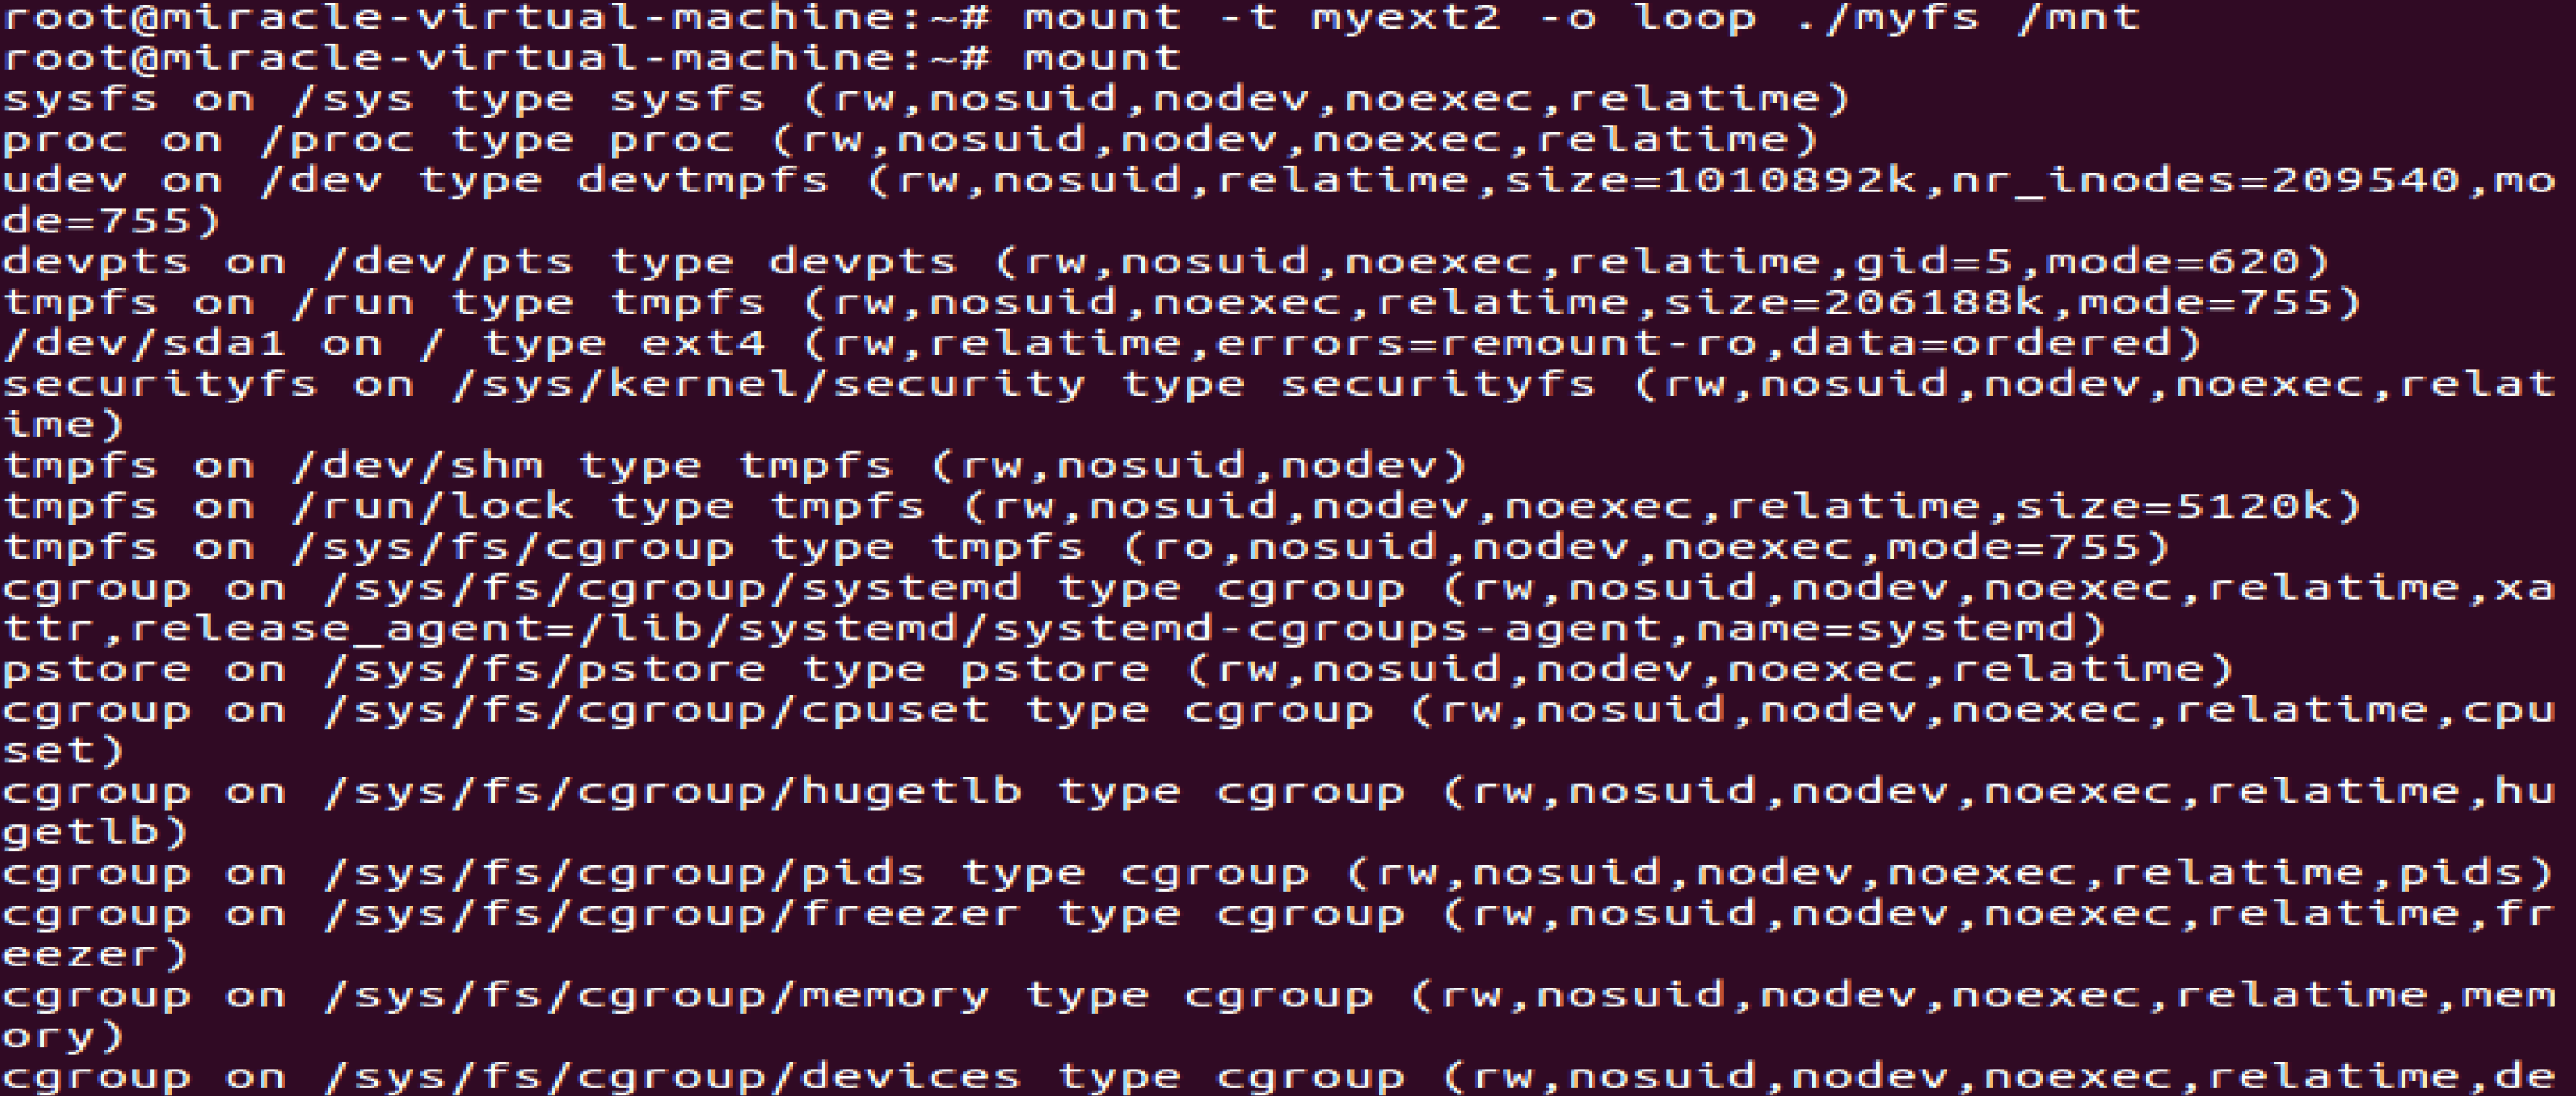 root@miracle-virtual-machine:~# mount -t myext2 -o loop ./myfs /mnt
root@miracle-virtual-machine:~# mount
sysfs on /sys type sysfs (rw,nosuid,nodev,noexec,relatime)
proc on /proc type proc (rw,nosuid,nodev,noexec,relatime)
udev on /dev type devtmpfs (rw,nosuid,relatime,size=1010892k,nr_inodes=209540,mo
de=755)
devpts on /dev/pts type devpts (rw,nosuid,noexec,relatime,gid=5,mode=620)
tmpfs on /run type tmpfs (rw,nosuid,noexec,relatime,size=206188k,mode=755)
/dev/sda1 on / type ext4 (rw,relatime,errors=remount-ro,data=ordered)
securityfs on /sys/kernel/security type securityfs (rw,nosuid,nodev,noexec,relat
ime)
tmpfs on /dev/shm type tmpfs (rw,nosuid,nodev)
tmpfs on /run/lock type tmpfs (rw,nosuid,nodev,noexec,relatime,size=5120k)
tmpfs on /sys/fs/cgroup type tmpfs (ro,nosuid,nodev,noexec,mode=755)
cgroup on /sys/fs/cgroup/systemd type cgroup (rw,nosuid,nodev,noexec,relatime,xa
ttr,release_agent=/lib/systemd/systemd-cgroups-agent,name=systemd)
pstore on /sys/fs/pstore type pstore (rw,nosuid,nodev,noexec,relatime)
cgroup on /sys/fs/cgroup/cpuset type cgroup (rw,nosuid,nodev,noexec,relatime,cpu
set)
cgroup on /sys/fs/cgroup/hugetlb type cgroup (rw,nosuid,nodev,noexec,relatime,hu
getlb)
cgroup on /sys/fs/cgroup/pids type cgroup (rw,nosuid,nodev,noexec,relatime,pids)
cgroup on /sys/fs/cgroup/freezer type cgroup (rw,nosuid,nodev,noexec,relatime,fr
eezer)
cgroup on /sys/fs/cgroup/memory type cgroup (rw,nosuid,nodev,noexec,relatime,mem
ory)
cgroup on /sys/fs/cgroup/devices type cgroup (rw,nosuid,nodev,noexec,relatime,de